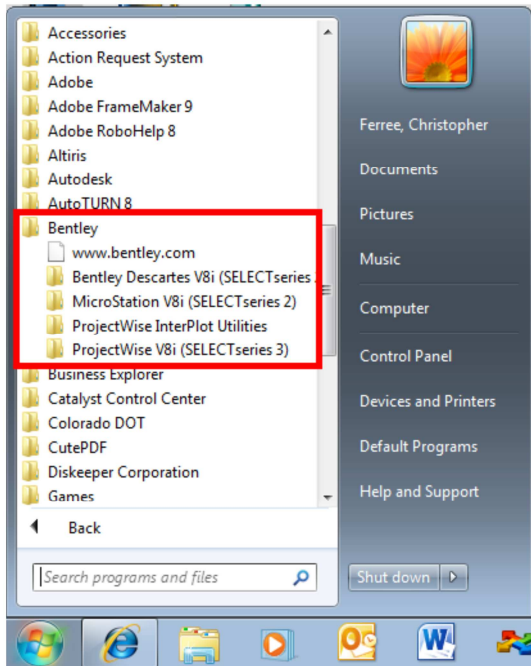 Accessories
Action Request System
Adobe
Adobe FrameMaker 9
Adobe RoboHelp 8
Altiris
Autodesk
AutoTURN 8
Bentley
www.bentley.com
Bentley Descartes V8i (SELECTseries
MicroStation V8i (SELECTseries 2)
ProjectWise InterPlot Utilities
ProjectWise V8i (SELECTseries 3)
Business Explorer
Catalyst Control Center
Colorado DOT
CutePDF
Diskeeper Corporation
Games
Back
Search programs and files
Ferree, Christopher
Documents
Pictures
Music
Computer
Control Panel
Devices and Printers
Default Programs
Help and Support
Shut down